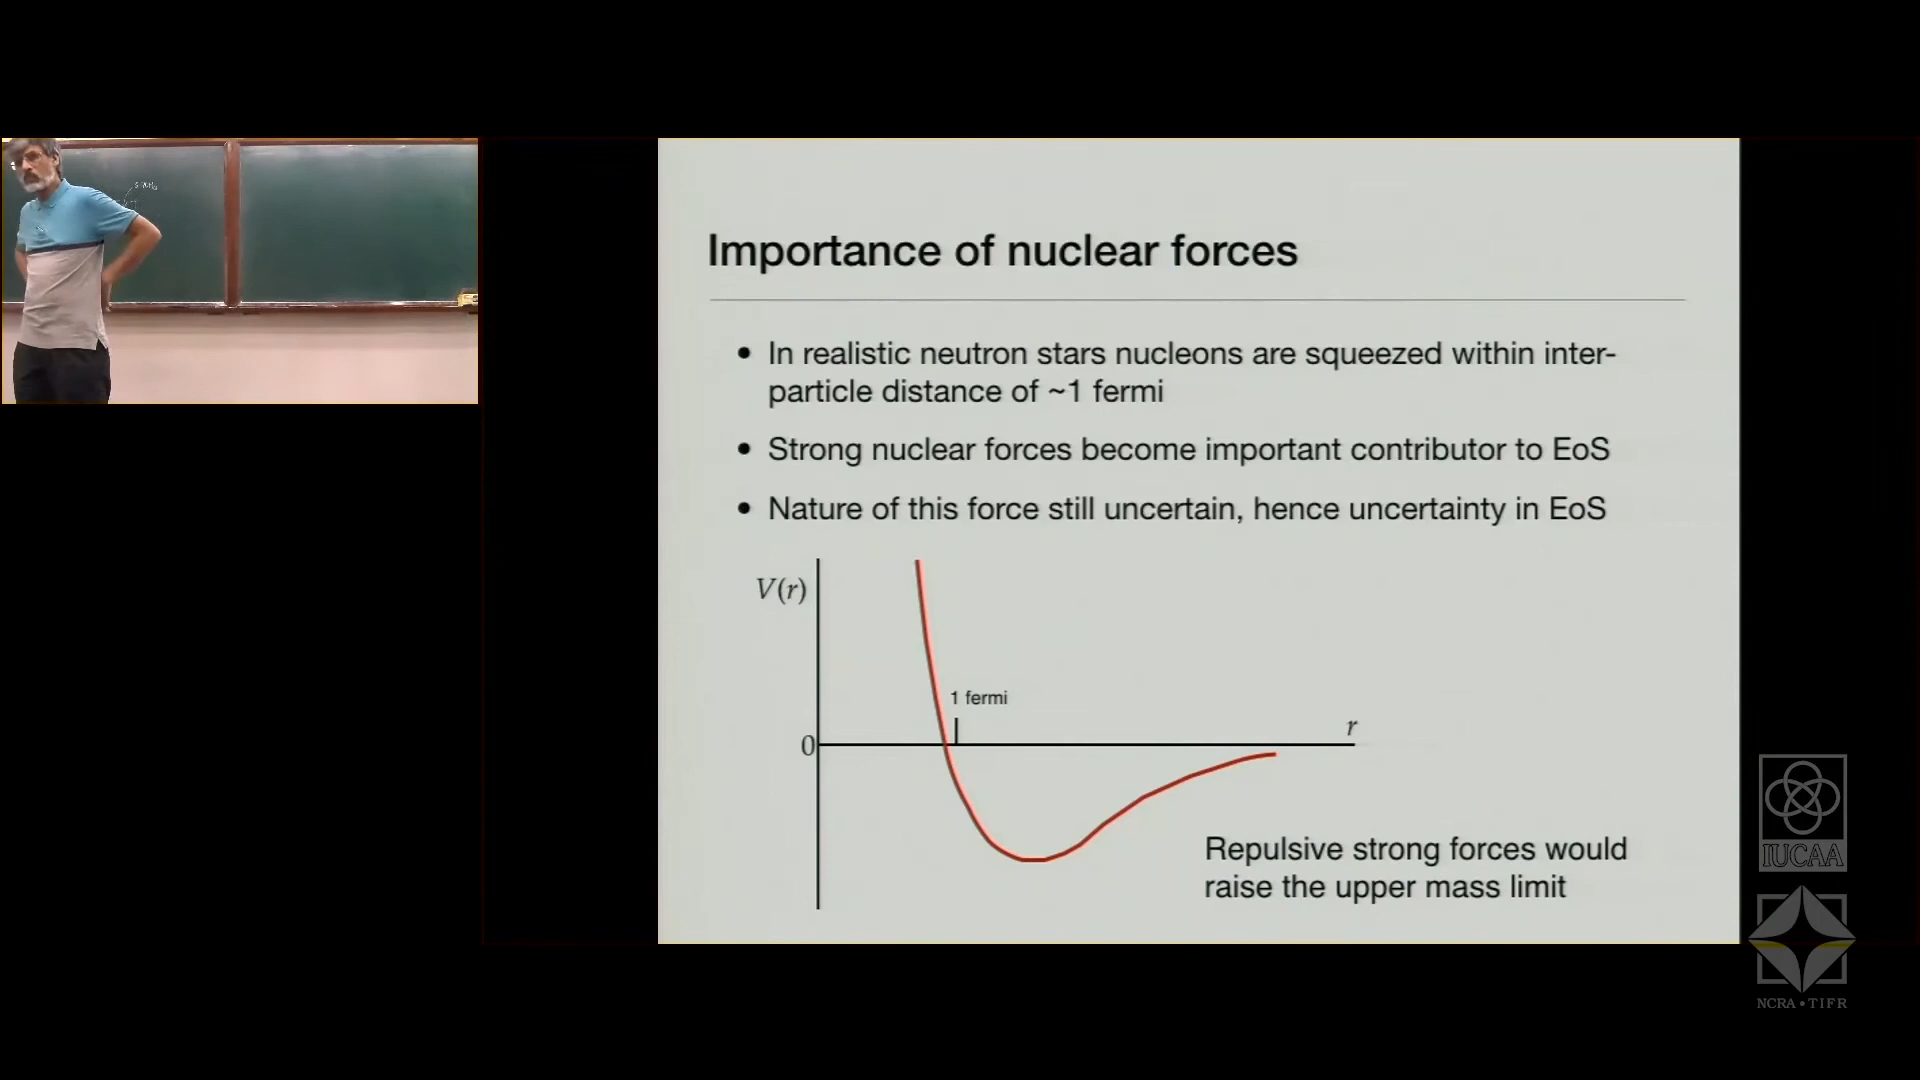 Importance of nuclear forces
• In realistic neutron stars nucleons are squeezed within inter-
particle distance of ~1 fermi
• Strong nuclear forces become important contributor to EoS
• Nature of this force still uncertain, hence uncertainty in EoS
V(r)
1 fermi
r
0
Repulsive strong forces would
raise the upper mass limit
IUCAA
NCRA • TIFR